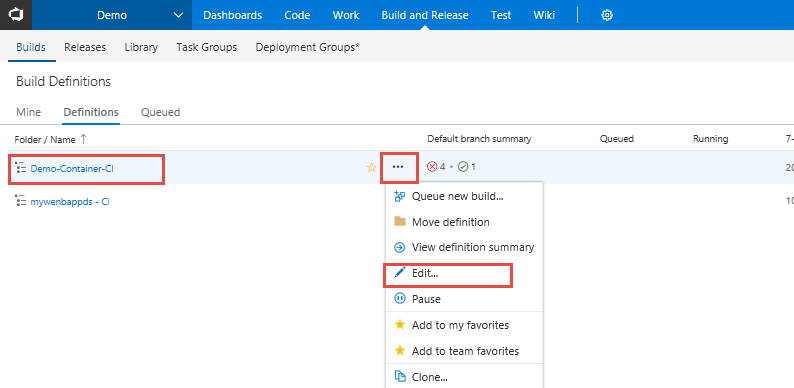 Demo Dashboards Code Work Build and Release Test Wiki
Builds Releases Library Task Groups Deployment Groups*
Build Definitions
Mine Definitions Queued
Folder / Name ↑ Default branch summary Queued Running 7-
Demo-Container-CI ••• 4 • 1 20
mywenbappds - CI 10
Queue new build...
Move definition
View definition summary
Edit...
Pause
Add to my favorites
Add to team favorites
Clone...